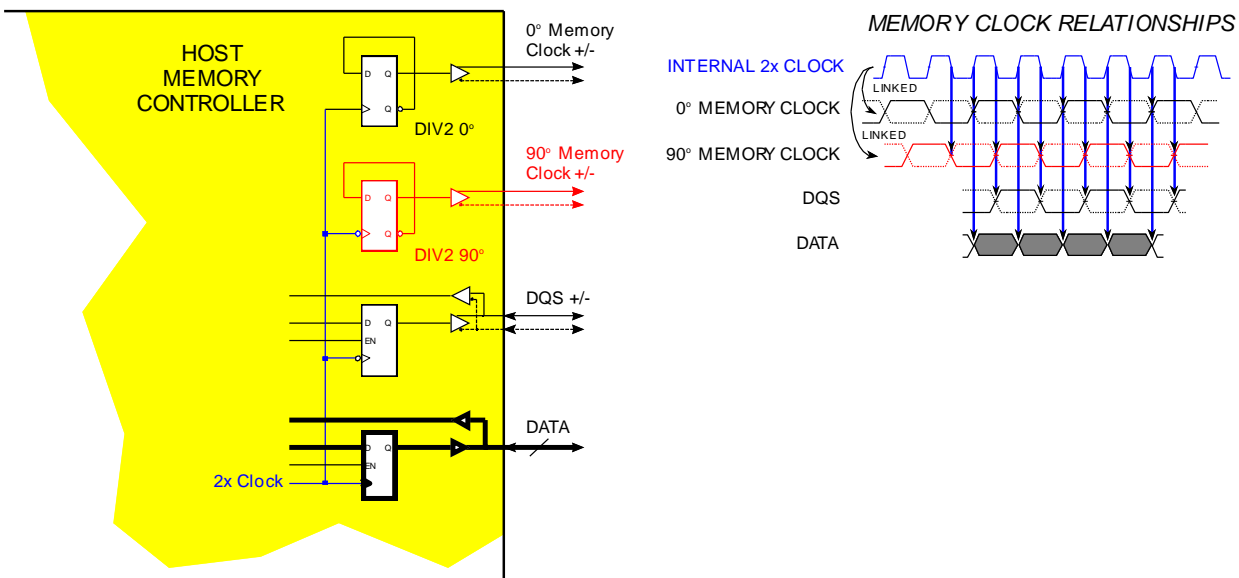 HOST
MEMORY
CONTROLLER
0° Memory
Clock +/-
D Q
Q
DIV2 0°
90° Memory
Clock +/-
D Q
Q
DIV2 90°
DQS +/-
D Q
EN
DATA
D Q
EN
2x Clock
MEMORY CLOCK RELATIONSHIPS
INTERNAL 2x CLOCK
LINKED
0° MEMORY CLOCK
LINKED
90° MEMORY CLOCK
DQS
DATA